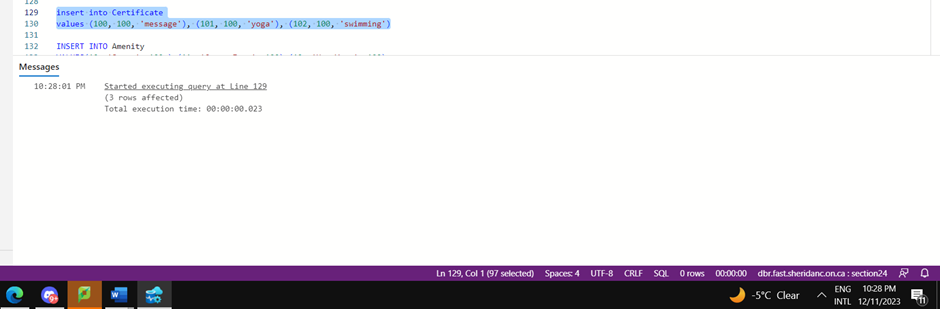 128
129 insert into Certificate
130 values (100, 100, 'message'), (101, 100, 'yoga'), (102, 100, 'swimming')
131
132 INSERT INTO Amenity
Messages
10:28:01 PM Started executing query at Line 129
(3 rows affected)
Total execution time: 00:00:00.023
Ln 129, Col 1 (97 selected) Spaces: 4 UTF-8 CRLF SQL 0 rows 00:00:00 dbr.fast.sheridanc.on.ca : section24
-5°C Clear ENG INTL 10:28 PM 12/11/2023 11